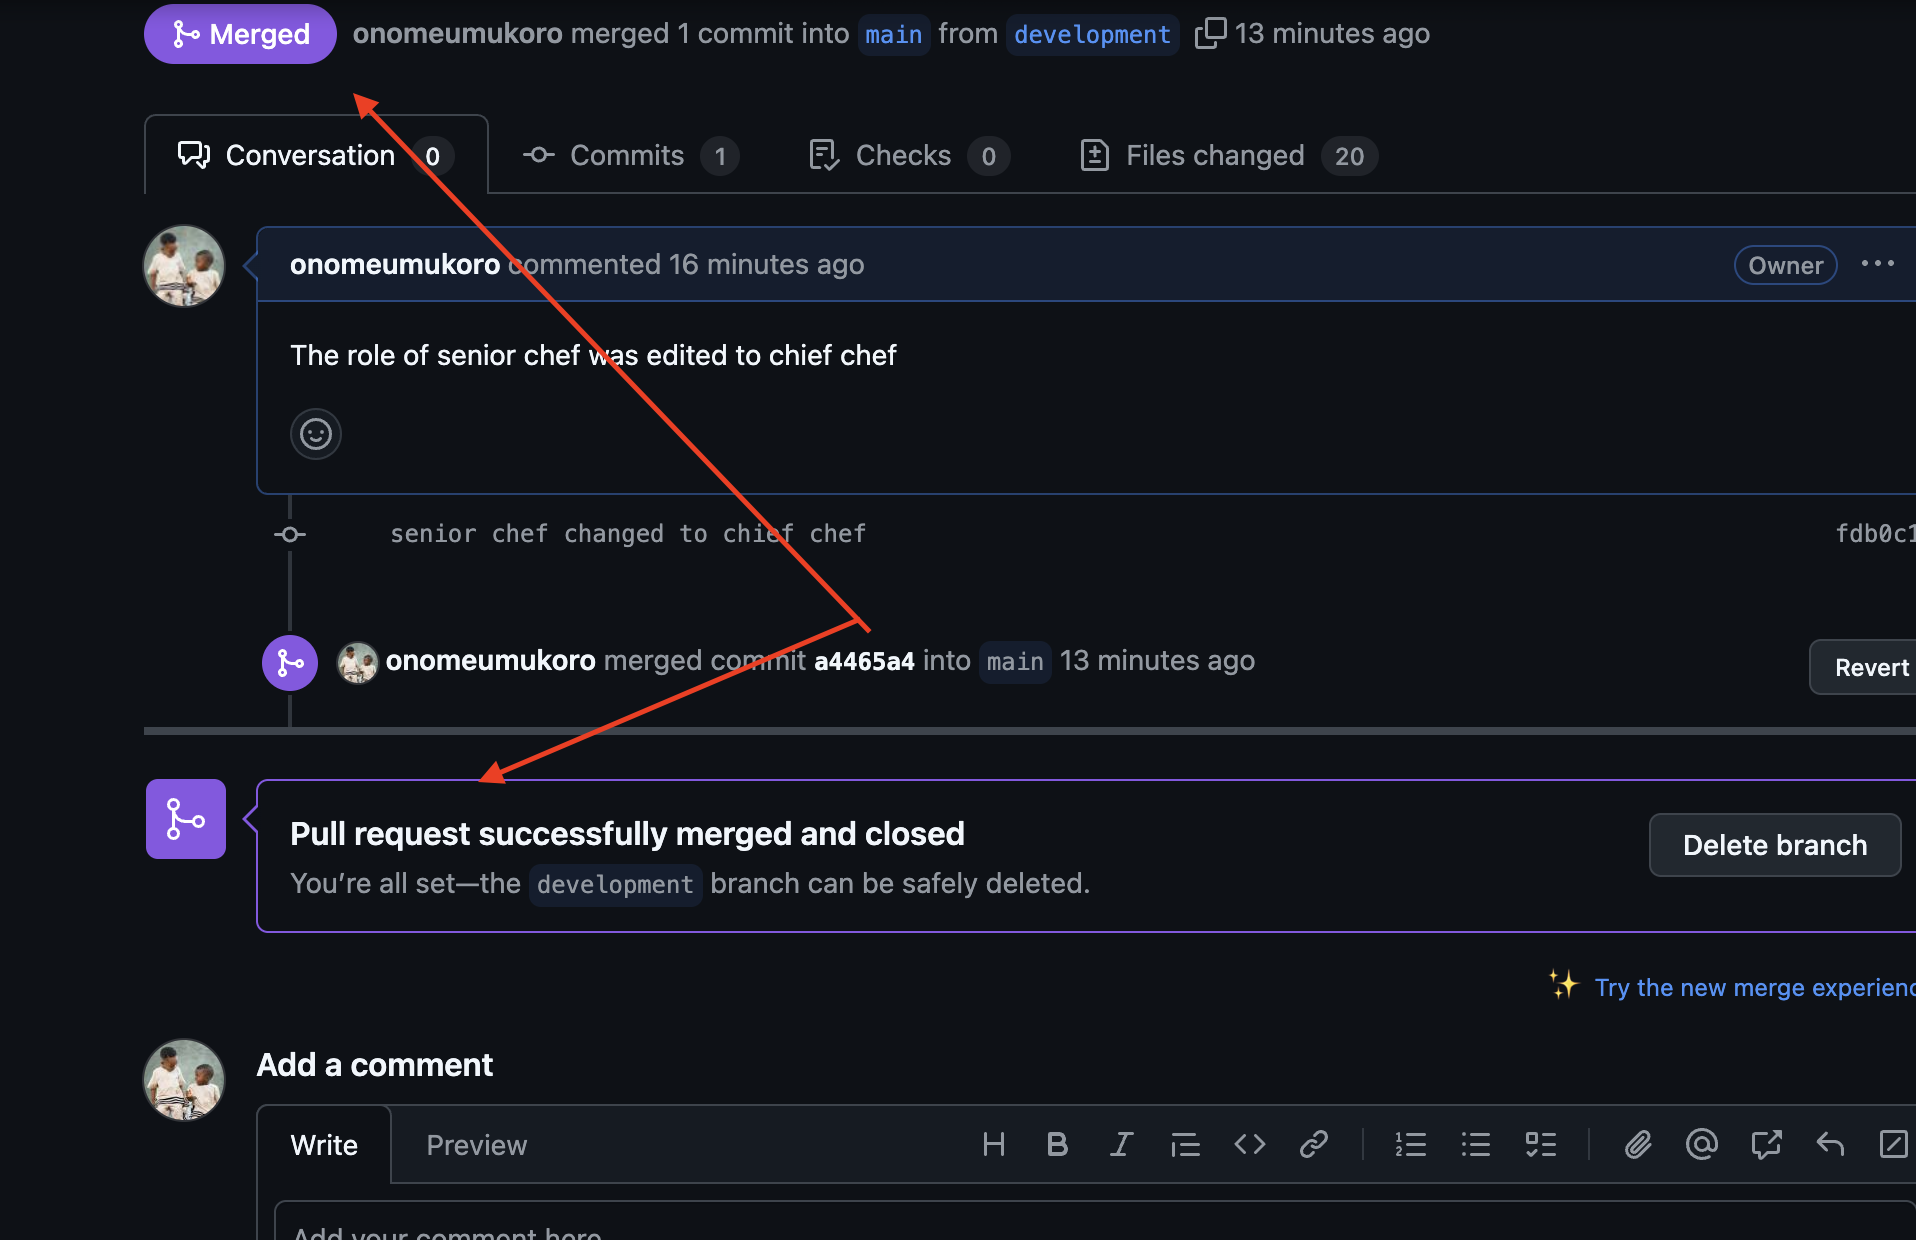 Merged onomeumukoro merged 1 commit into main from development 13 minutes ago
Conversation 0 Commits 1 Checks 0 Files changed 20
onomeumukoro commented 16 minutes ago Owner
The role of senior chef was edited to chief chef
senior chef changed to chief chef fdb0c1
onomeumukoro merged commit a4465a4 into main 13 minutes ago Revert
Pull request successfully merged and closed
You're all set—the development branch can be safely deleted.
Delete branch
Try the new merge experienc
Add a comment
Write Preview
Add your comment here